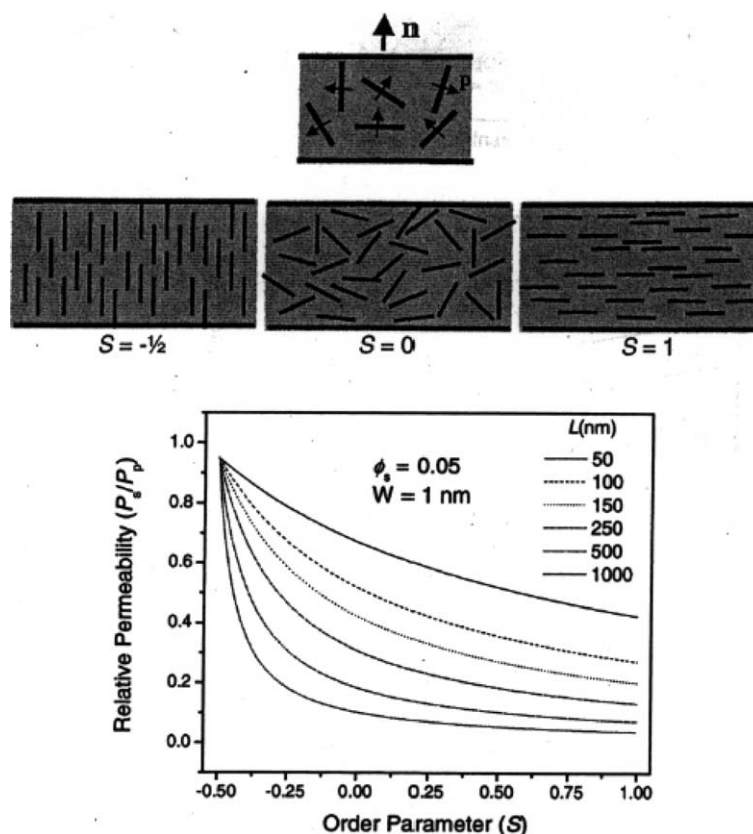 n
p
S = -½
S = 0
S = 1
L(nm)
ϕs = 0.05
W = 1 nm
50
100
150
250
500
1000
Relative Permeability (Ps/Pp)
1.0
0.8
0.6
0.4
0.2
0.0
-0.50
-0.25
0.00
0.25
0.50
0.75
1.00
Order Parameter (S)